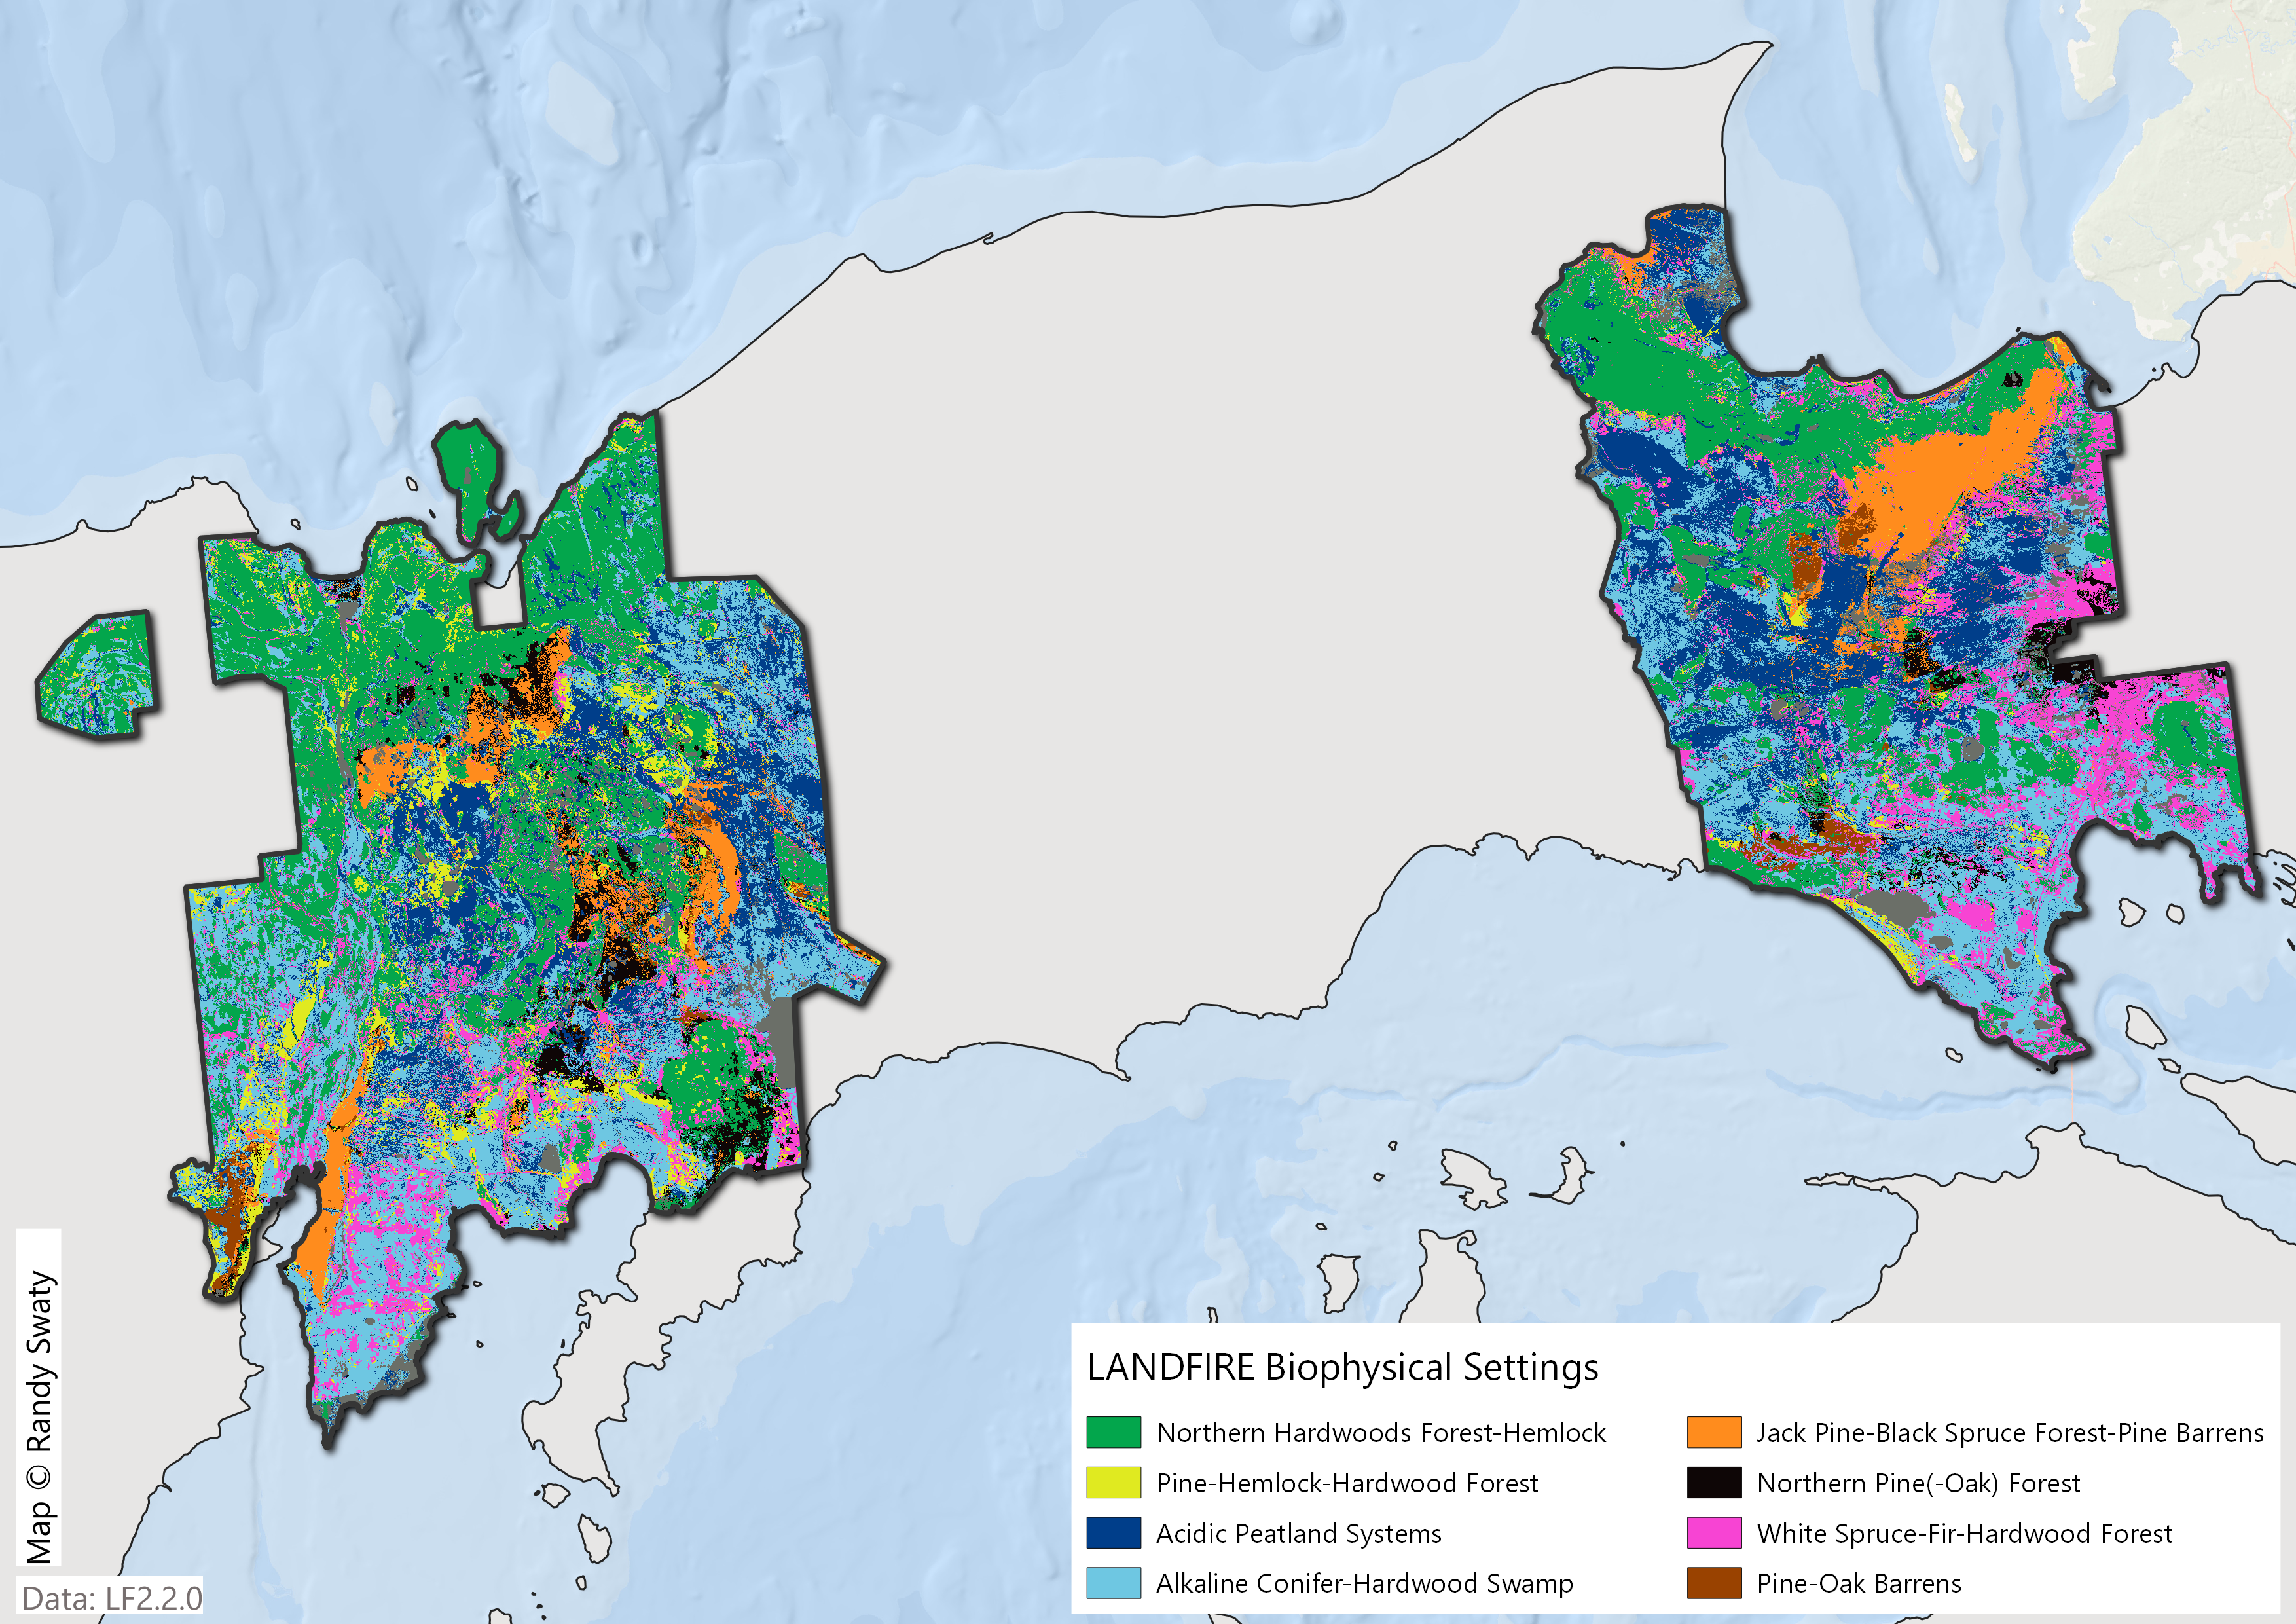 LANDFIRE Biophysical Settings
Northern Hardwoods Forest-Hemlock
Pine-Hemlock-Hardwood Forest
Acidic Peatland Systems
Alkaline Conifer-Hardwood Swamp
Jack Pine-Black Spruce Forest-Pine Barrens
Northern Pine(-Oak) Forest
White Spruce-Fir-Hardwood Forest
Pine-Oak Barrens
Map © Randy Swaty
Data: LF2.2.0